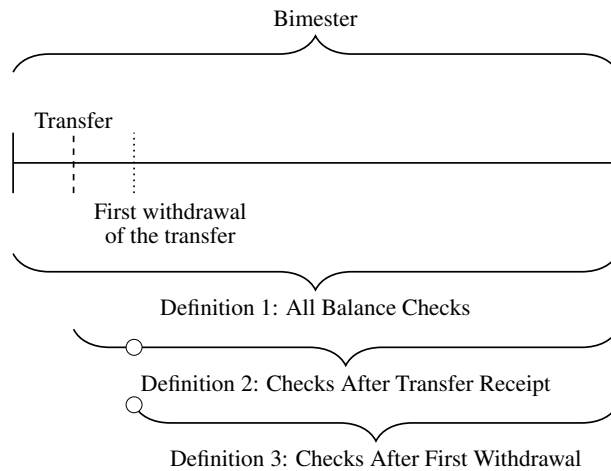 Bimester
Transfer
First withdrawal
of the transfer
Definition 1: All Balance Checks
Definition 2: Checks After Transfer Receipt
Definition 3: Checks After First Withdrawal